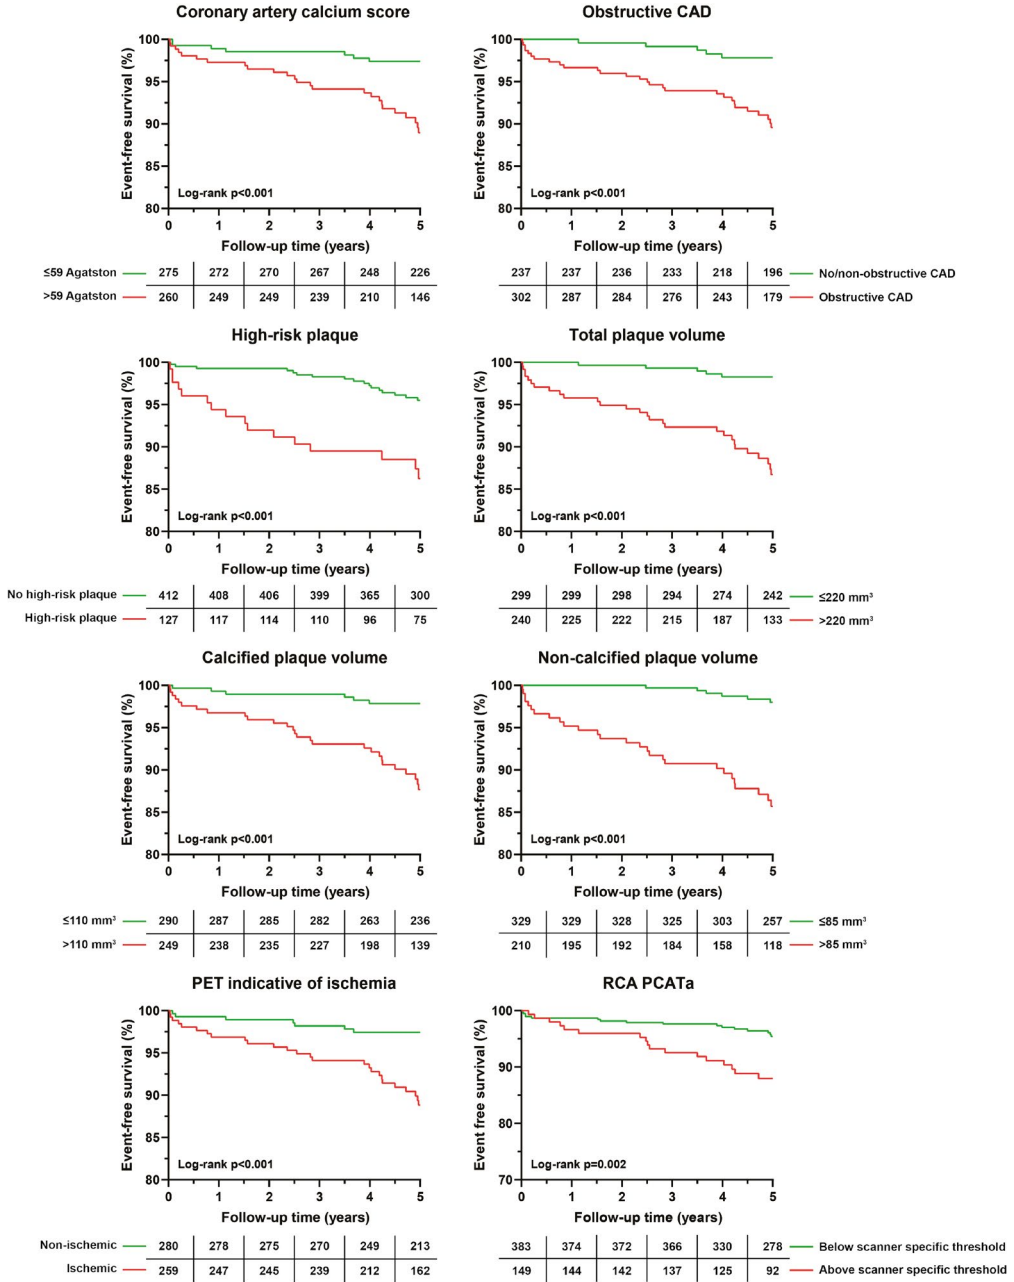 Coronary artery calcium score
Event-free survival (%)
100
95
90
85
80
Log-rank p<0.001
0 1 2 3 4 5
Follow-up time (years)
≤59 Agatston 275 272 270 267 248 226
>59 Agatston 260 249 249 239 210 146
Obstructive CAD
Event-free survival (%)
100
95
90
85
80
Log-rank p<0.001
0 1 2 3 4 5
Follow-up time (years)
237 237 236 233 218 196 No/non-obstructive CAD
302 287 284 276 243 179 Obstructive CAD
High-risk plaque
Event-free survival (%)
100
95
90
85
80
Log-rank p<0.001
0 1 2 3 4 5
Follow-up time (years)
No high-risk plaque 412 408 406 399 365 300
High-risk plaque 127 117 114 110 96 75
Total plaque volume
Event-free survival (%)
100
95
90
85
80
Log-rank p<0.001
0 1 2 3 4 5
Follow-up time (years)
299 299 298 294 274 242 ≤220 mm³
240 225 222 215 187 133 >220 mm³
Calcified plaque volume
Event-free survival (%)
100
95
90
85
80
Log-rank p<0.001
0 1 2 3 4 5
Follow-up time (years)
≤110 mm³ 290 287 285 282 263 236
>110 mm³ 249 238 235 227 198 139
Non-calcified plaque volume
Event-free survival (%)
100
95
90
85
80
Log-rank p<0.001
0 1 2 3 4 5
Follow-up time (years)
329 329 328 325 303 257 ≤85 mm³
210 195 192 184 158 118 >85 mm³
PET indicative of ischemia
Event-free survival (%)
100
95
90
85
80
Log-rank p<0.001
0 1 2 3 4 5
Follow-up time (years)
Non-ischemic 280 278 275 270 249 213
Ischemic 259 247 245 239 212 162
RCA PCATa
Event free survival (%)
100
90
80
70
Log-rank p=0.002
0 1 2 3 4 5
Follow-up time (years)
383 374 372 366 330 278 Below scanner specific threshold
149 144 142 137 125 92 Above scanner specific threshold